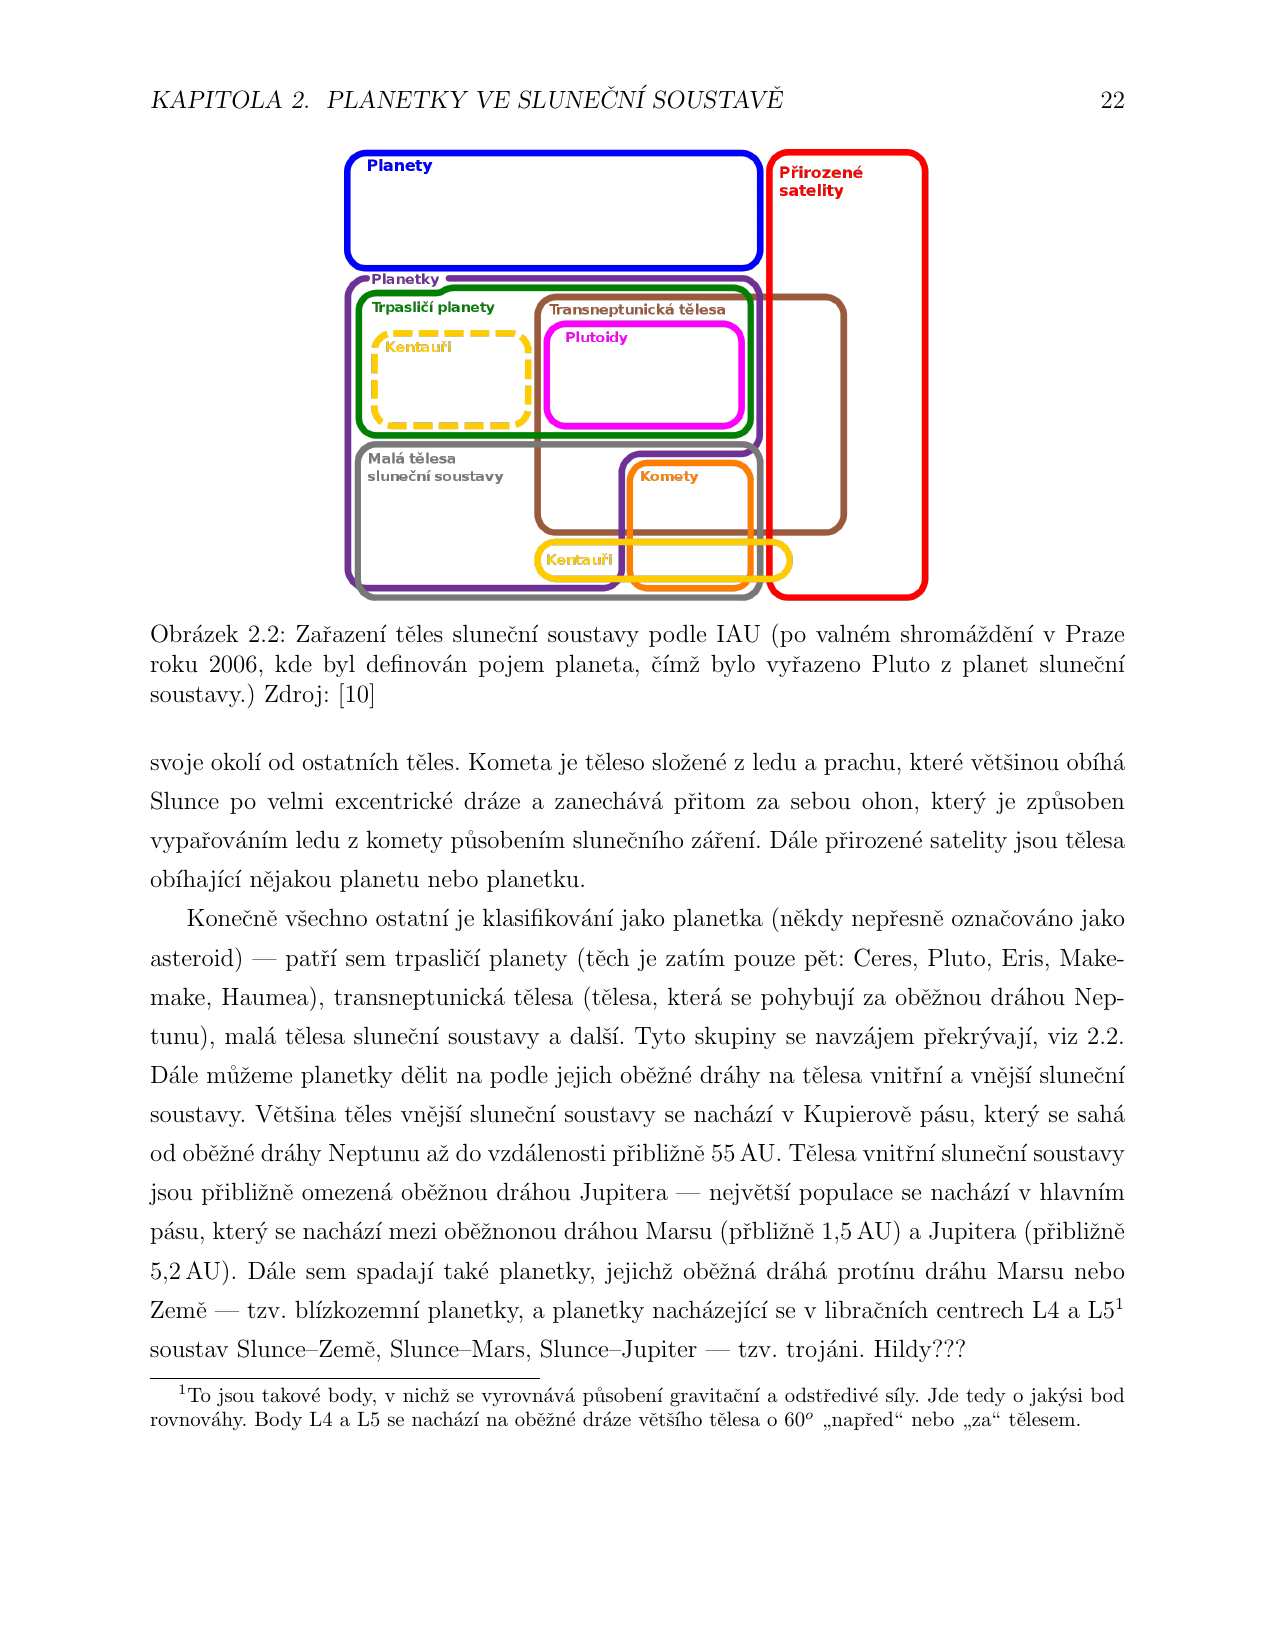 KAPITOLA 2. PLANETKY VE SLUNEČNÍ SOUSTAVĚ 22
Planety
Přirozené
satelity
Planetky
Trpasličí planety
Transneptunická tělesa
Plutoidy
Kentauři
Malá tělesa
sluneční soustavy
Komety
Kentauři
Obrázek 2.2: Zařazení těles sluneční soustavy podle IAU (po valném shromáždění v Praze
roku 2006, kde byl definován pojem planeta, čímž bylo vyřazeno Pluto z planet sluneční
soustavy.) Zdroj: [10]
svoje okolí od ostatních těles. Kometa je těleso složené z ledu a prachu, které většinou obíhá
Slunce po velmi excentrické dráze a zanechává přitom za sebou ohon, který je způsoben
vypařováním ledu z komety působením slunečního záření. Dále přirozené satelity jsou tělesa
obíhající nějakou planetu nebo planetku.
Konečně všechno ostatní je klasifikování jako planetka (někdy nepřesně označováno jako
asteroid) — patří sem trpasličí planety (těch je zatím pouze pět: Ceres, Pluto, Eris, Make-
make, Haumea), transneptunická tělesa (tělesa, která se pohybují za oběžnou dráhou Nep-
tunu), malá tělesa sluneční soustavy a další. Tyto skupiny se navzájem překrývají, viz 2.2.
Dále můžeme planetky dělit na podle jejich oběžné dráhy na tělesa vnitřní a vnější sluneční
soustavy. Většina těles vnější sluneční soustavy se nachází v Kupierově pásu, který se sahá
od oběžné dráhy Neptunu až do vzdálenosti přibližně 55 AU. Tělesa vnitřní sluneční soustavy
jsou přibližně omezená oběžnou dráhou Jupitera — největší populace se nachází v hlavním
pásu, který se nachází mezi oběžnonou dráhou Marsu (přbližně 1,5 AU) a Jupitera (přibližně
5,2 AU). Dále sem spadají také planetky, jejichž oběžná dráhá protínu dráhu Marsu nebo
Země — tzv. blízkozemní planetky, a planetky nacházející se v libračních centrech L4 a L5¹
soustav Slunce–Země, Slunce–Mars, Slunce–Jupiter — tzv. trojáni. Hildy???
¹To jsou takové body, v nichž se vyrovnává působení gravitační a odstředivé síly. Jde tedy o jakýsi bod
rovnováhy. Body L4 a L5 se nachází na oběžné dráze většího tělesa o 60ᵒ „napřed“ nebo „za“ tělesem.